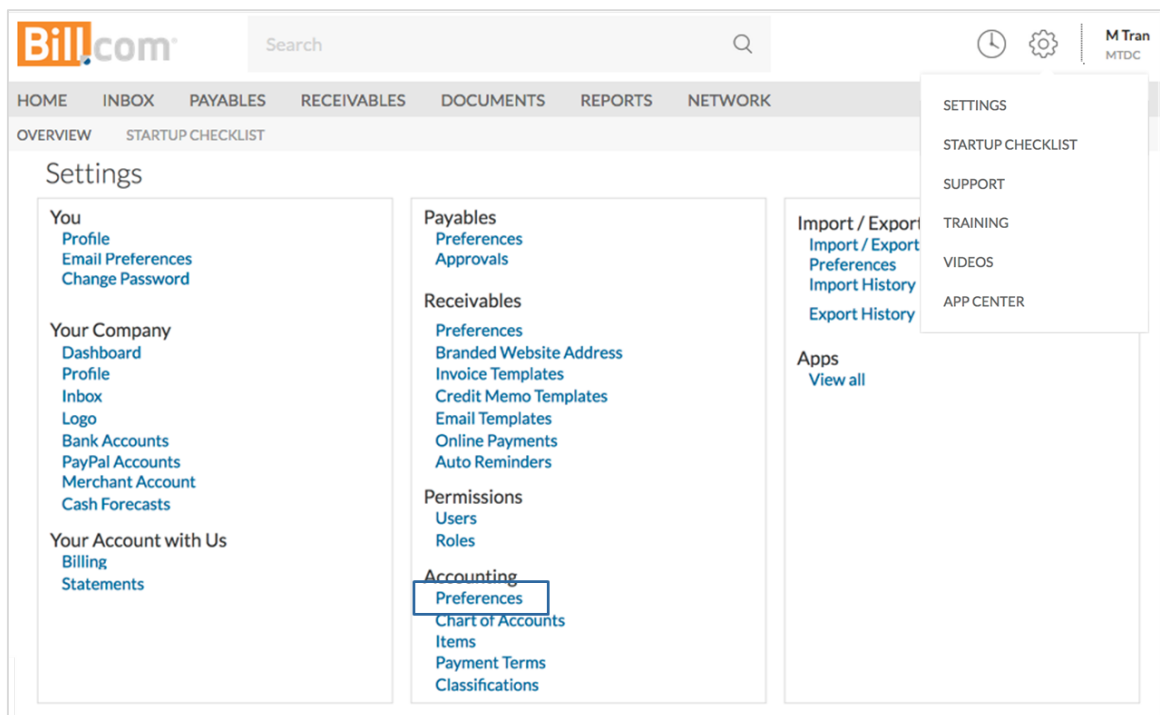 Bill.com
Search
M Tran
MTDC
HOME INBOX PAYABLES RECEIVABLES DOCUMENTS REPORTS NETWORK
OVERVIEW STARTUP CHECKLIST
SETTINGS
STARTUP CHECKLIST
SUPPORT
TRAINING
VIDEOS
APP CENTER
Settings
You
Profile
Email Preferences
Change Password
Your Company
Dashboard
Profile
Inbox
Logo
Bank Accounts
PayPal Accounts
Merchant Account
Cash Forecasts
Your Account with Us
Billing
Statements
Payables
Preferences
Approvals
Receivables
Preferences
Branded Website Address
Invoice Templates
Credit Memo Templates
Email Templates
Online Payments
Auto Reminders
Permissions
Users
Roles
Accounting
Preferences
Chart of Accounts
Items
Payment Terms
Classifications
Import / Export
Import / Export
Preferences
Import History
Export History
Apps
View all